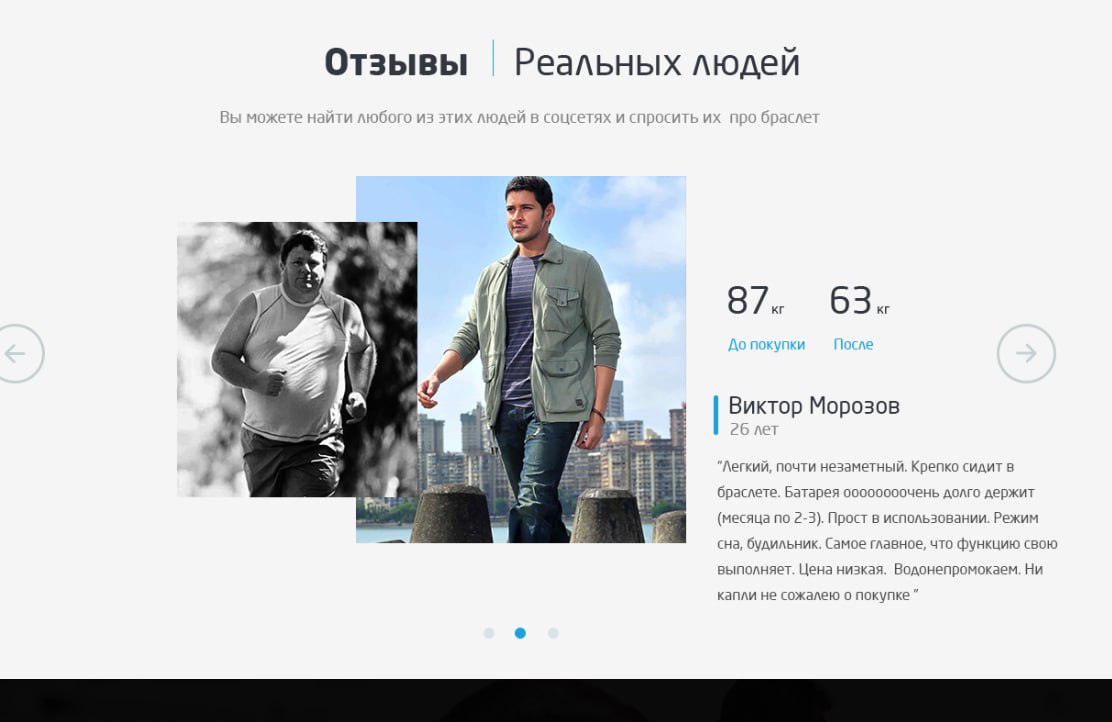 Отзывы | Реальных людей
Вы можете найти любого из этих людей в соцсетях и спросить их про браслет
87 кг 63 кг
До покупки После
Виктор Морозов
26 лет
"Легкий, почти незаметный. Крепко сидит в
браслете. Батарея оооооооочень долго держит
(месяца по 2-3). Прост в использовании. Режим
сна, будильник. Самое главное, что функцию свою
выполняет. Цена низкая. Водонепромокаем. Ни
капли не сожалею о покупке "